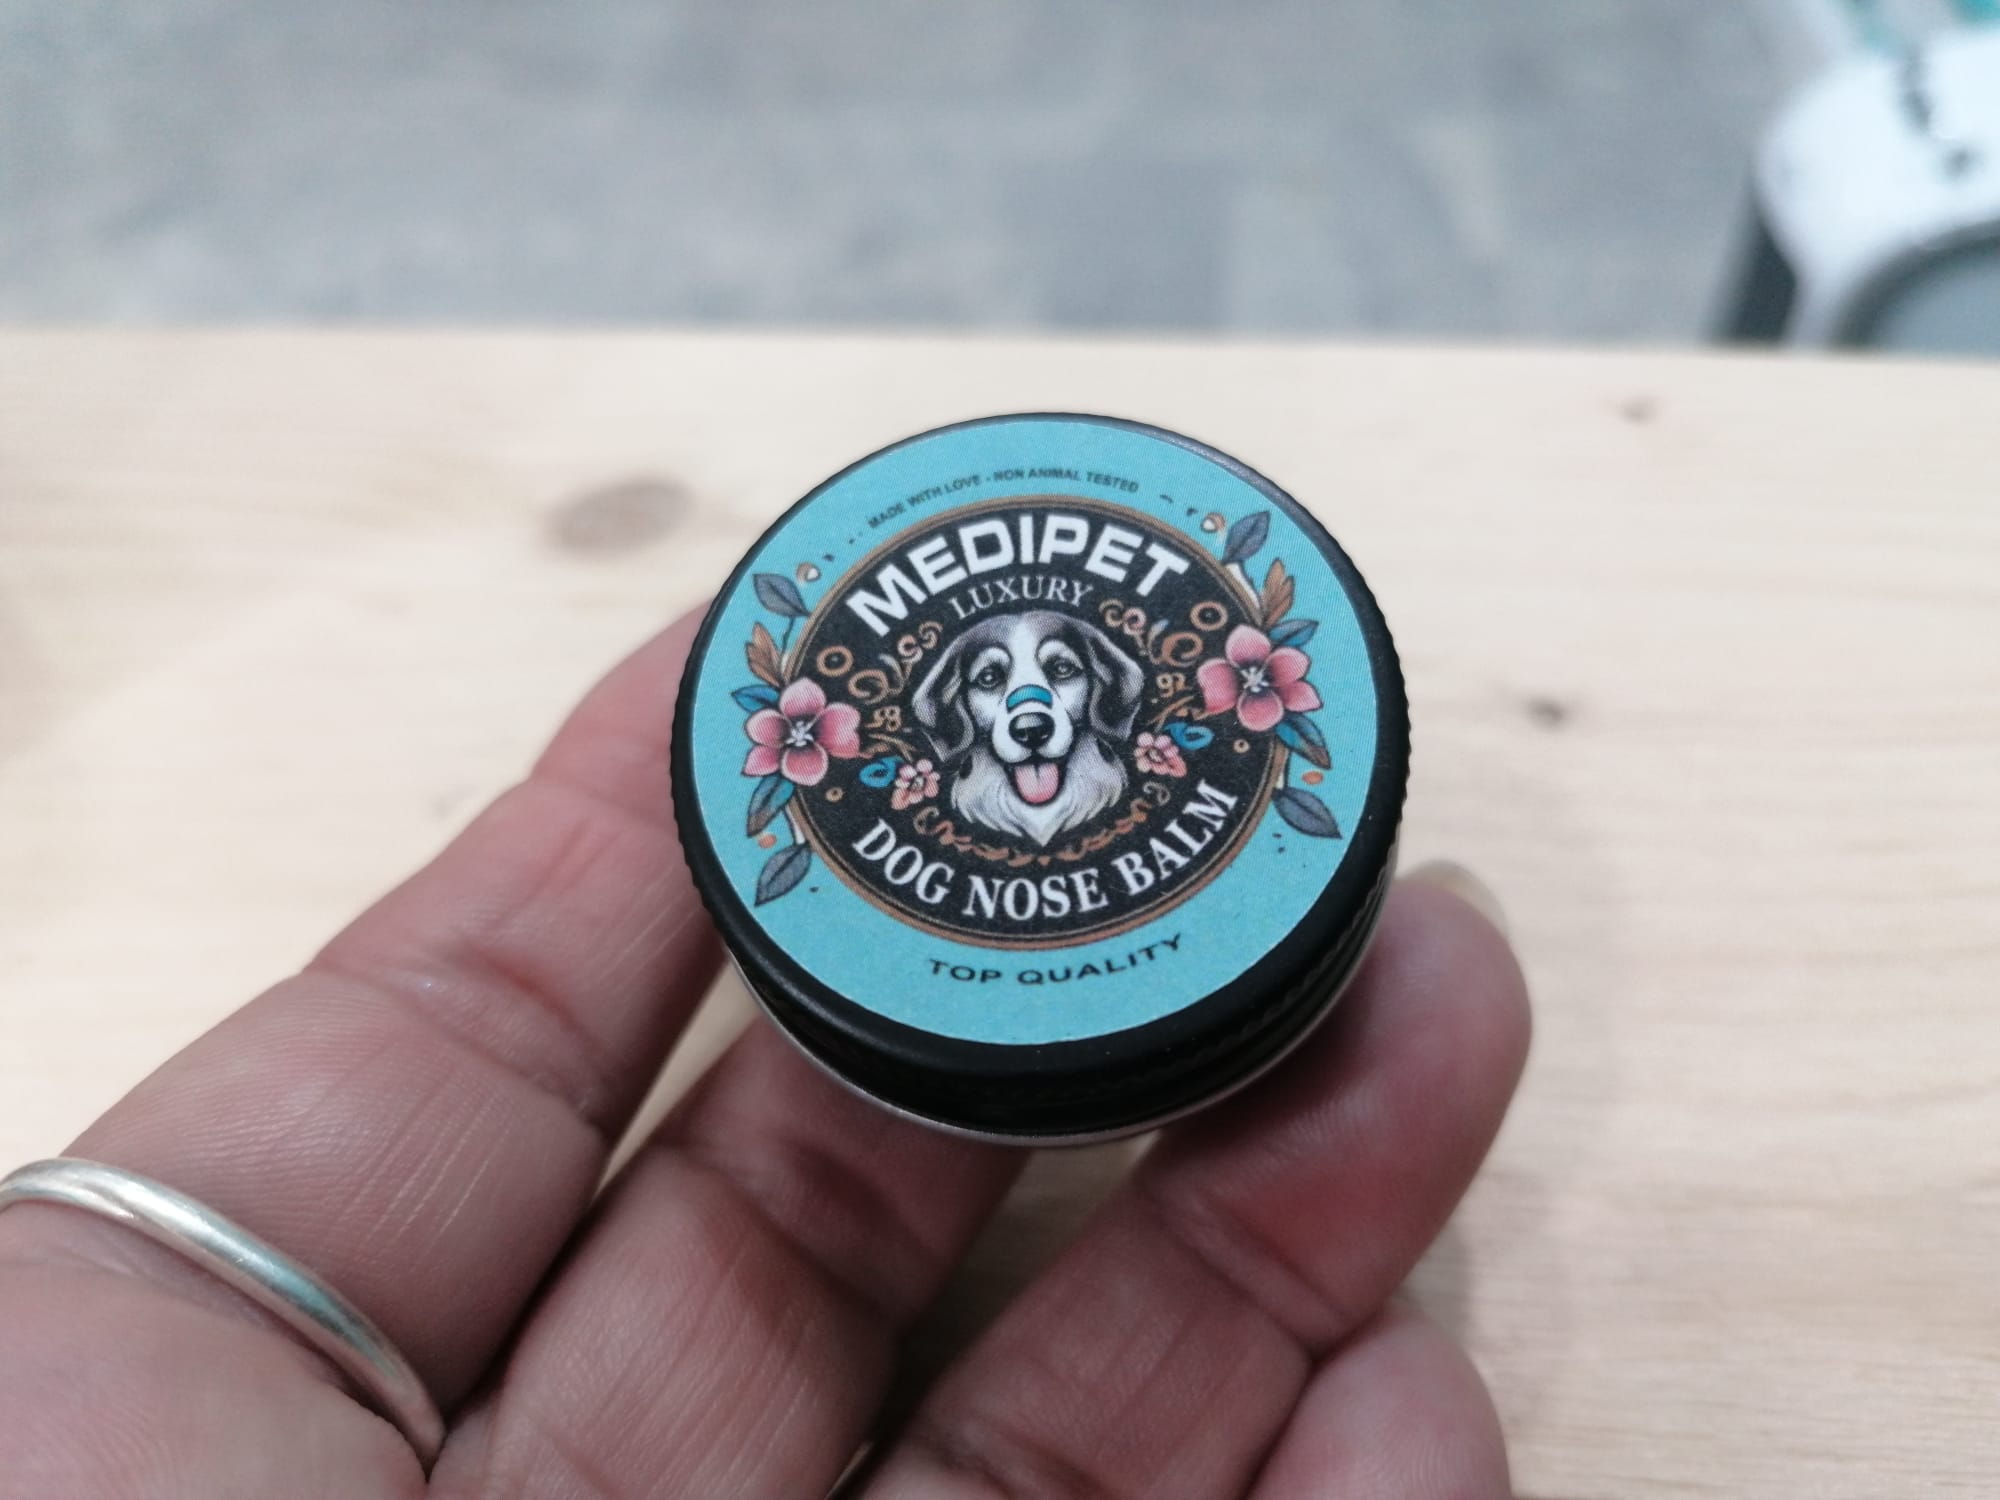 MADE WITH LOVE - NON ANIMAL TESTED
MEDIPET
LUXURY
DOG NOSE BALM
TOP QUALITY